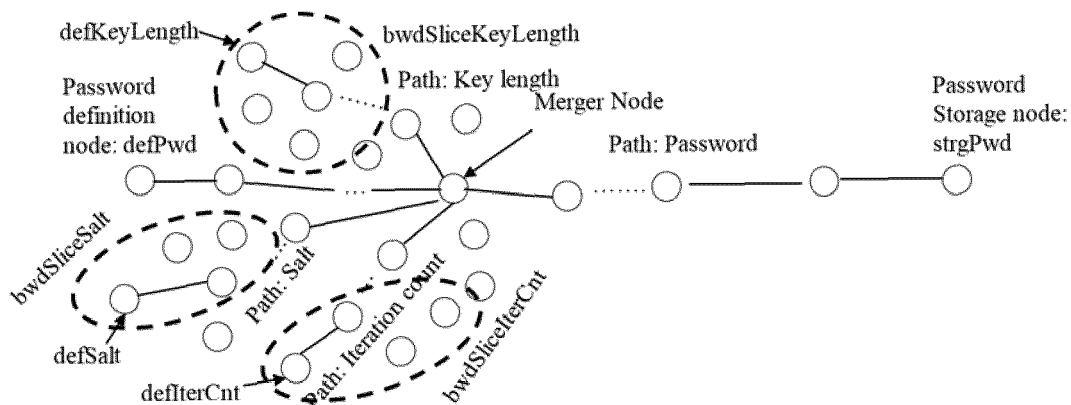 defKeyLength
bwdSliceKeyLength
Path: Key length
Password
definition
node: defPwd
Merger Node
Password
Storage node:
strgPwd
Path: Password
...
bwdSliceSalt
Path: Salt
defSalt
Path: Iteration count
bwdSliceIterCnt
defIterCnt